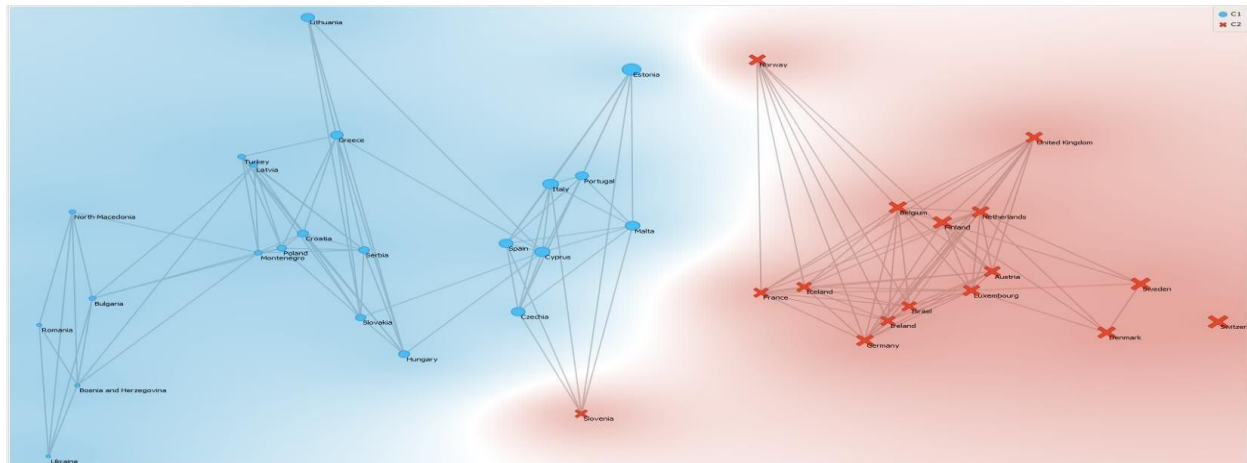 C1
C2
Lithuania
Norway
Estonia
Greece
United Kingdom
Turkey
Latvia
Portugal
Italy
North Macedonia
Belgium
Netherlands
Finland
Malta
Croatia
Spain
Poland
Serbia
Montenegro
Cyprus
Austria
Sweden
Iceland
Luxembourg
France
Bulgaria
Israel
Czechia
Slovakia
Ireland
Romania
Switzer
Denmark
Germany
Hungary
Bosnia and Herzegovina
Slovenia
Ukraine